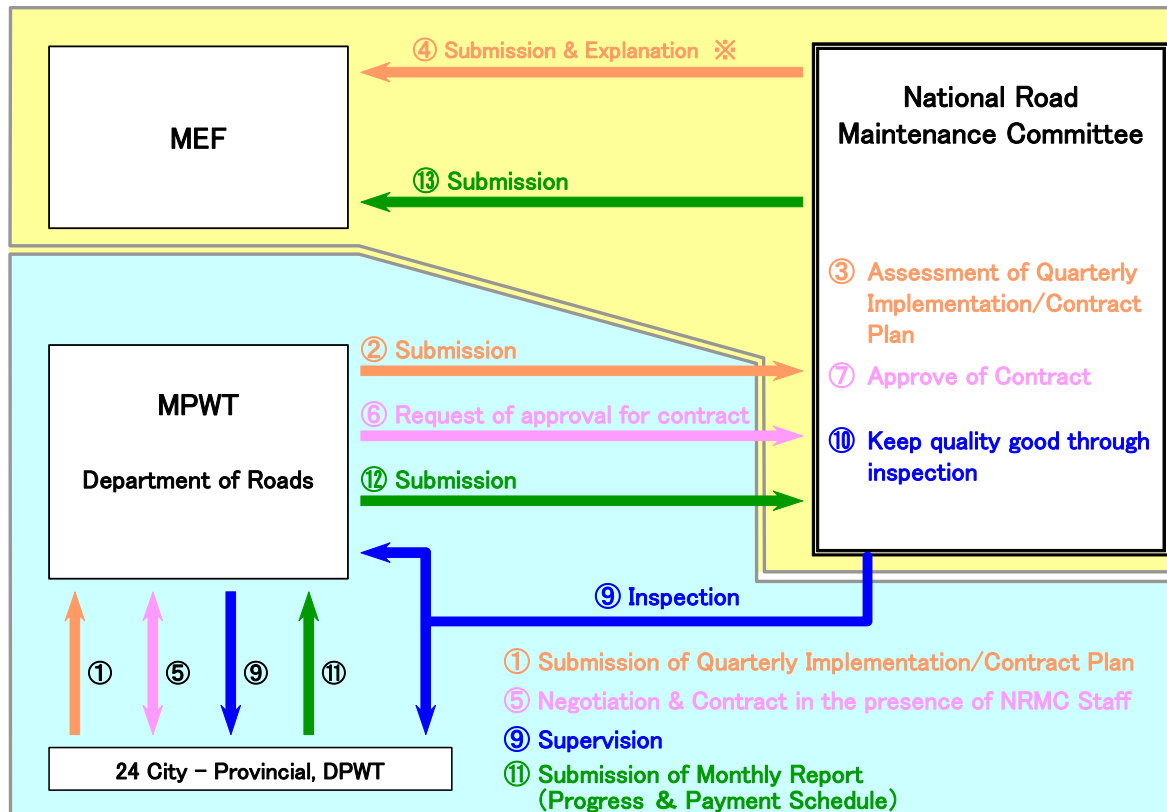 ④ Submission & Explanation ※
MEF
⑬ Submission
National Road
Maintenance Committee
③ Assessment of Quarterly
Implementation/Contract
Plan
⑦ Approve of Contract
⑩ Keep quality good through
inspection
② Submission
MPWT
⑥ Request of approval for contract
Department of Roads
⑫ Submission
⑨ Inspection
①
⑤
⑨
⑪
24 City - Provincial, DPWT
① Submission of Quarterly Implementation/Contract Plan
⑤ Negotiation & Contract in the presence of NRMC Staff
⑨ Supervision
⑪ Submission of Monthly Report
(Progress & Payment Schedule)